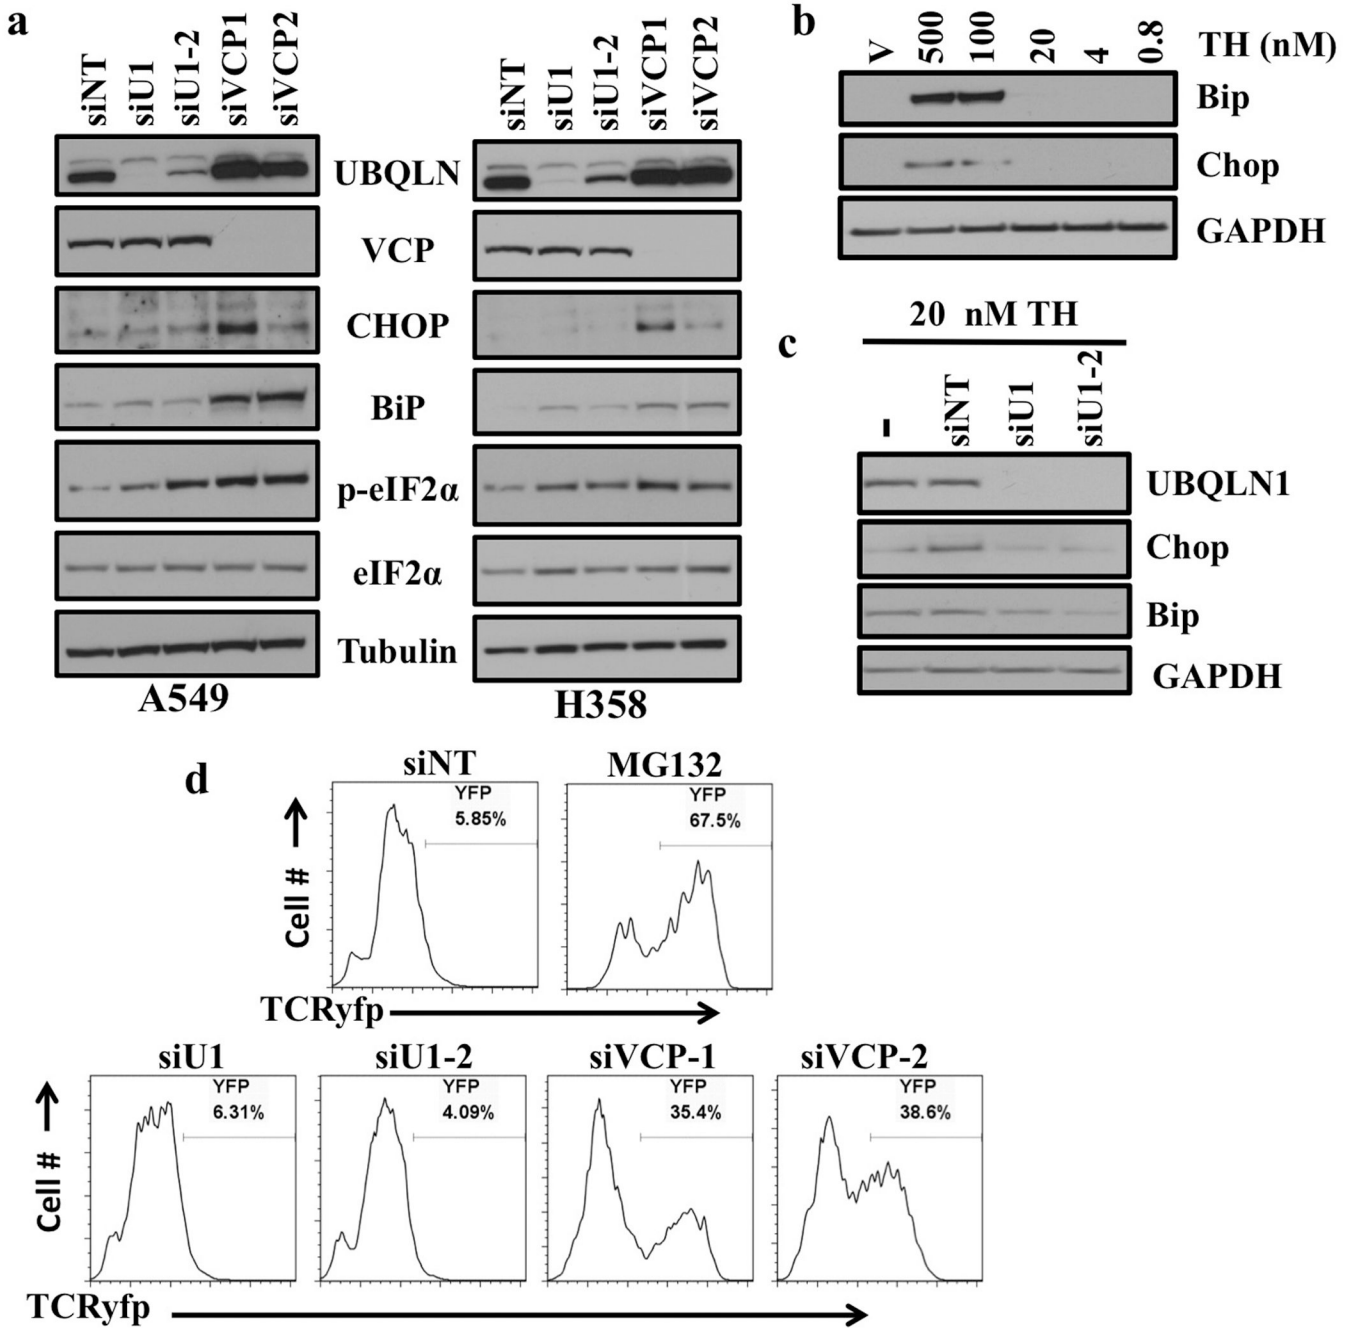 a
siNT siU1 siU1-2 siVCP1 siVCP2
siNT siU1 siU1-2 siVCP1 siVCP2
UBQLN
VCP
CHOP
BiP
p-eIF2α
eIF2α
Tubulin
A549
H358
b
V 500 100 20 4 0.8 TH (nM)
Bip
Chop
GAPDH
c
20 nM TH
- siNT siU1 siU1-2
UBQLN1
Chop
Bip
GAPDH
d
siNT
YFP
5.85%
MG132
YFP
67.5%
Cell #
TCRyfp
siU1
YFP
6.31%
siU1-2
YFP
4.09%
siVCP-1
YFP
35.4%
siVCP-2
YFP
38.6%
Cell #
TCRyfp